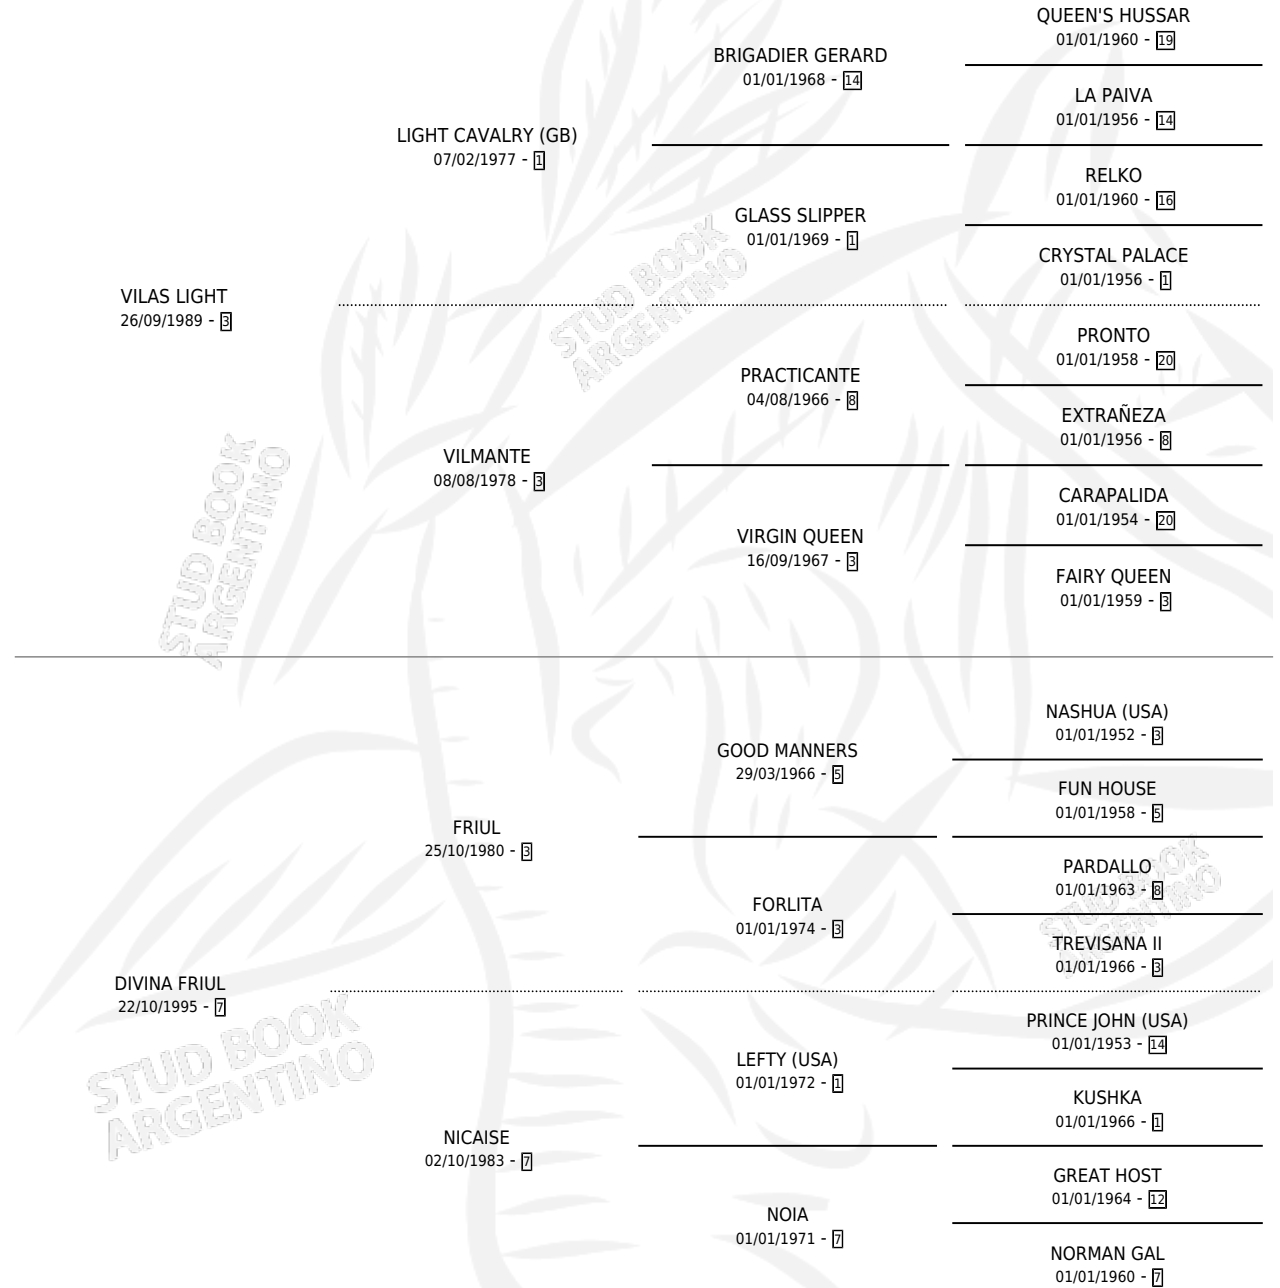 QUEEN'S HUSSAR
01/01/1960 - 19
BRIGADIER GERARD
01/01/1968 - 14
LA PAIVA
01/01/1956 - 14
LIGHT CAVALRY (GB)
07/02/1977 - 1
RELKO
01/01/1960 - 16
GLASS SLIPPER
01/01/1969 - 1
CRYSTAL PALACE
01/01/1956 - 1
VILAS LIGHT
26/09/1989 - 3
STUD BOOK
ARGENTINO
PRONTO
01/01/1958 - 20
PRACTICANTE
04/08/1966 - 8
EXTRAÑEZA
01/01/1956 - 8
VILMANTE
08/08/1978 - 3
CARAPALIDA
01/01/1954 - 20
VIRGIN QUEEN
16/09/1967 - 3
FAIRY QUEEN
01/01/1959 - 3
STUD BOOK
ARGENTINO
NASHUA (USA)
01/01/1952 - 3
GOOD MANNERS
29/03/1966 - 5
FUN HOUSE
01/01/1958 - 5
FRIUL
25/10/1980 - 3
PARDALLO
01/01/1963 - 8
FORLITA
01/01/1974 - 3
TREVISANA II
01/01/1966 - 3
STUD BOOK
ARGENTINO
DIVINA FRIUL
22/10/1995 - 7
PRINCE JOHN (USA)
01/01/1953 - 14
LEFTY (USA)
01/01/1972 - 1
KUSHKA
01/01/1966 - 1
STUD BOOK
ARGENTINO
NICAISE
02/10/1983 - 7
GREAT HOST
01/01/1964 - 12
NOIA
01/01/1971 - 7
NORMAN GAL
01/01/1960 - 7